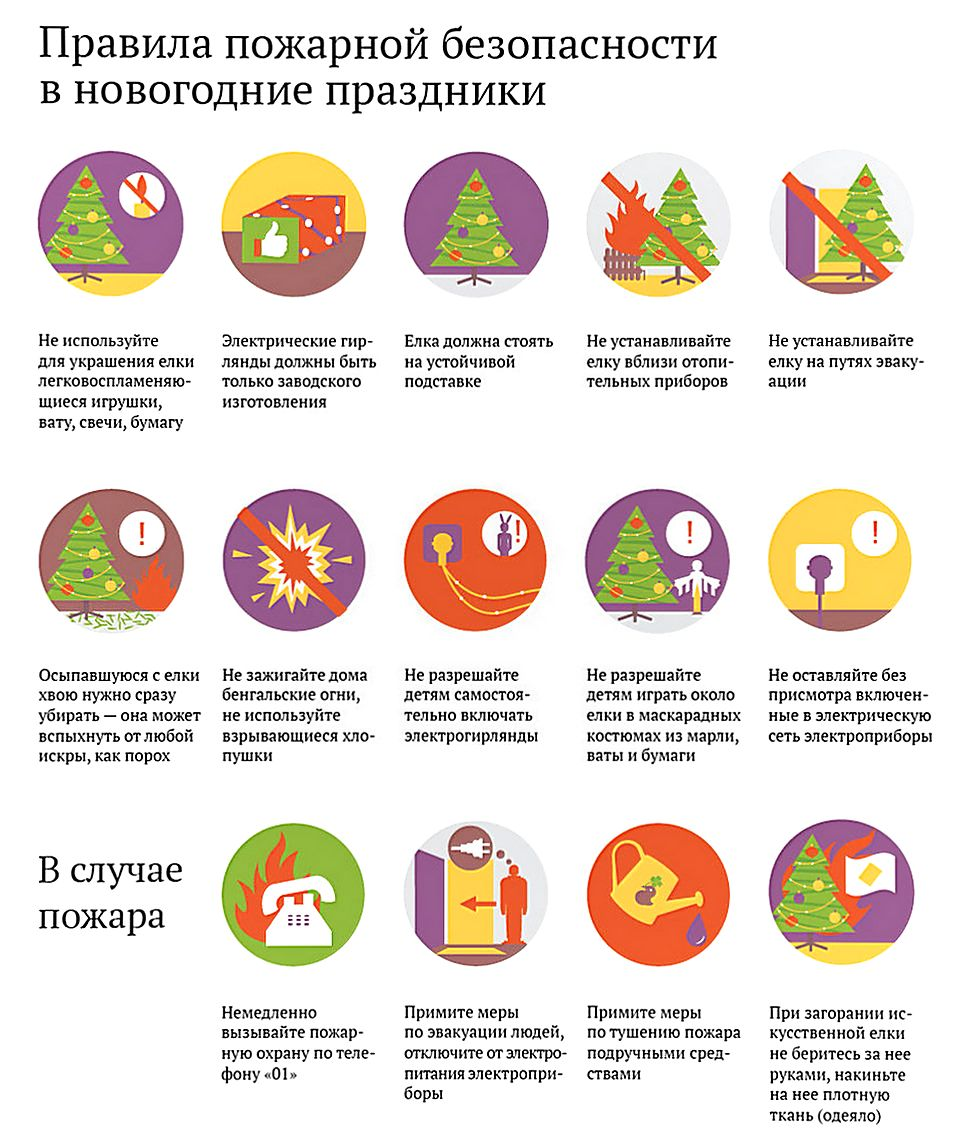 Правила пожарной безопасности
в новогодние праздники
Не используйте
для украшения елки
легковоспламеняю-
щиеся игрушки,
вату, свечи, бумагу
Электрические гир-
лянды должны быть
только заводского
изготовления
Елка должна стоять
на устойчивой
подставке
Не устанавливайте
елку вблизи отопи-
тельных приборов
Не устанавливайте
елку на путях эваку-
ации
!
!
!
!
Осыпавшуюся с елки
хвою нужно сразу
убирать — она может
вспыхнуть от любой
искры, как порох
Не зажигайте дома
бенгальские огни,
не используйте
взрывающиеся хло-
пушки
Не разрешайте
детям самостоя-
тельно включать
электрогирлянды
Не разрешайте
детям играть около
елки в маскарадных
костюмах из марли,
ваты и бумаги
Не оставляйте без
присмотра включен-
ные в электрическую
сеть электроприборы
В случае
пожара
Немедленно
вызывайте пожар-
ную охрану по теле-
фону «01»
Примите меры
по эвакуации людей,
отключите от электро-
питания электропри-
боры
Примите меры
по тушению пожара
подручными сред-
ствами
При загорании ис-
кусственной елки
не беритесь за нее
руками, накиньте
на нее плотную
ткань (одеяло)